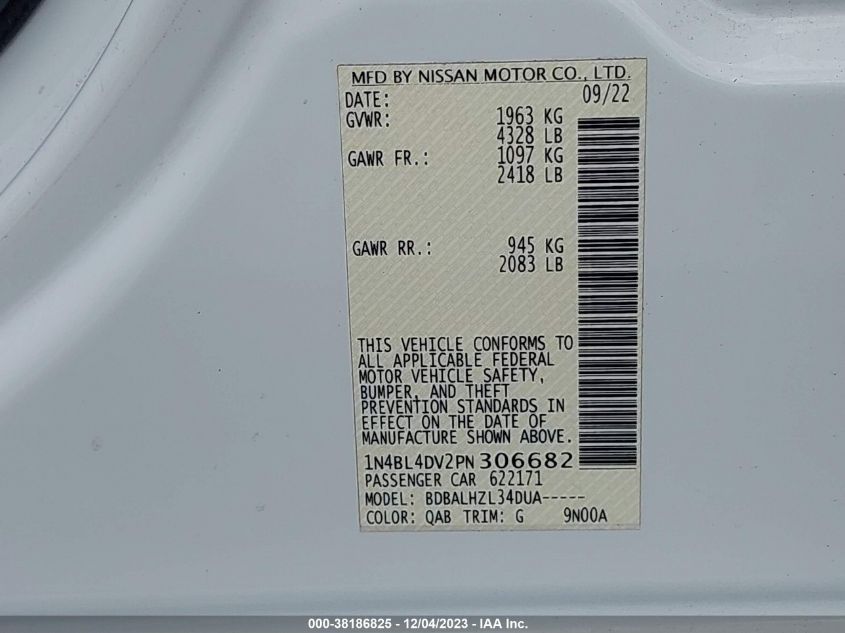 MFD BY NISSAN MOTOR CO., LTD.
DATE: 09/22
GVWR: 1963 KG
4328 LB
GAWR FR.: 1097 KG
2418 LB
GAWR RR.: 945 KG
2083 LB
THIS VEHICLE CONFORMS TO
ALL APPLICABLE FEDERAL
MOTOR VEHICLE SAFETY,
BUMPER, AND THEFT
PREVENTION STANDARDS IN
EFFECT ON THE DATE OF
MANUFACTURE SHOWN ABOVE.
1N4BL4DV2PN306682
PASSENGER CAR 622171
MODEL: BDBALHZL34DUA-----
COLOR: QAB TRIM: G 9N00A
000-38186825 - 12/04/2023 - IAA Inc.